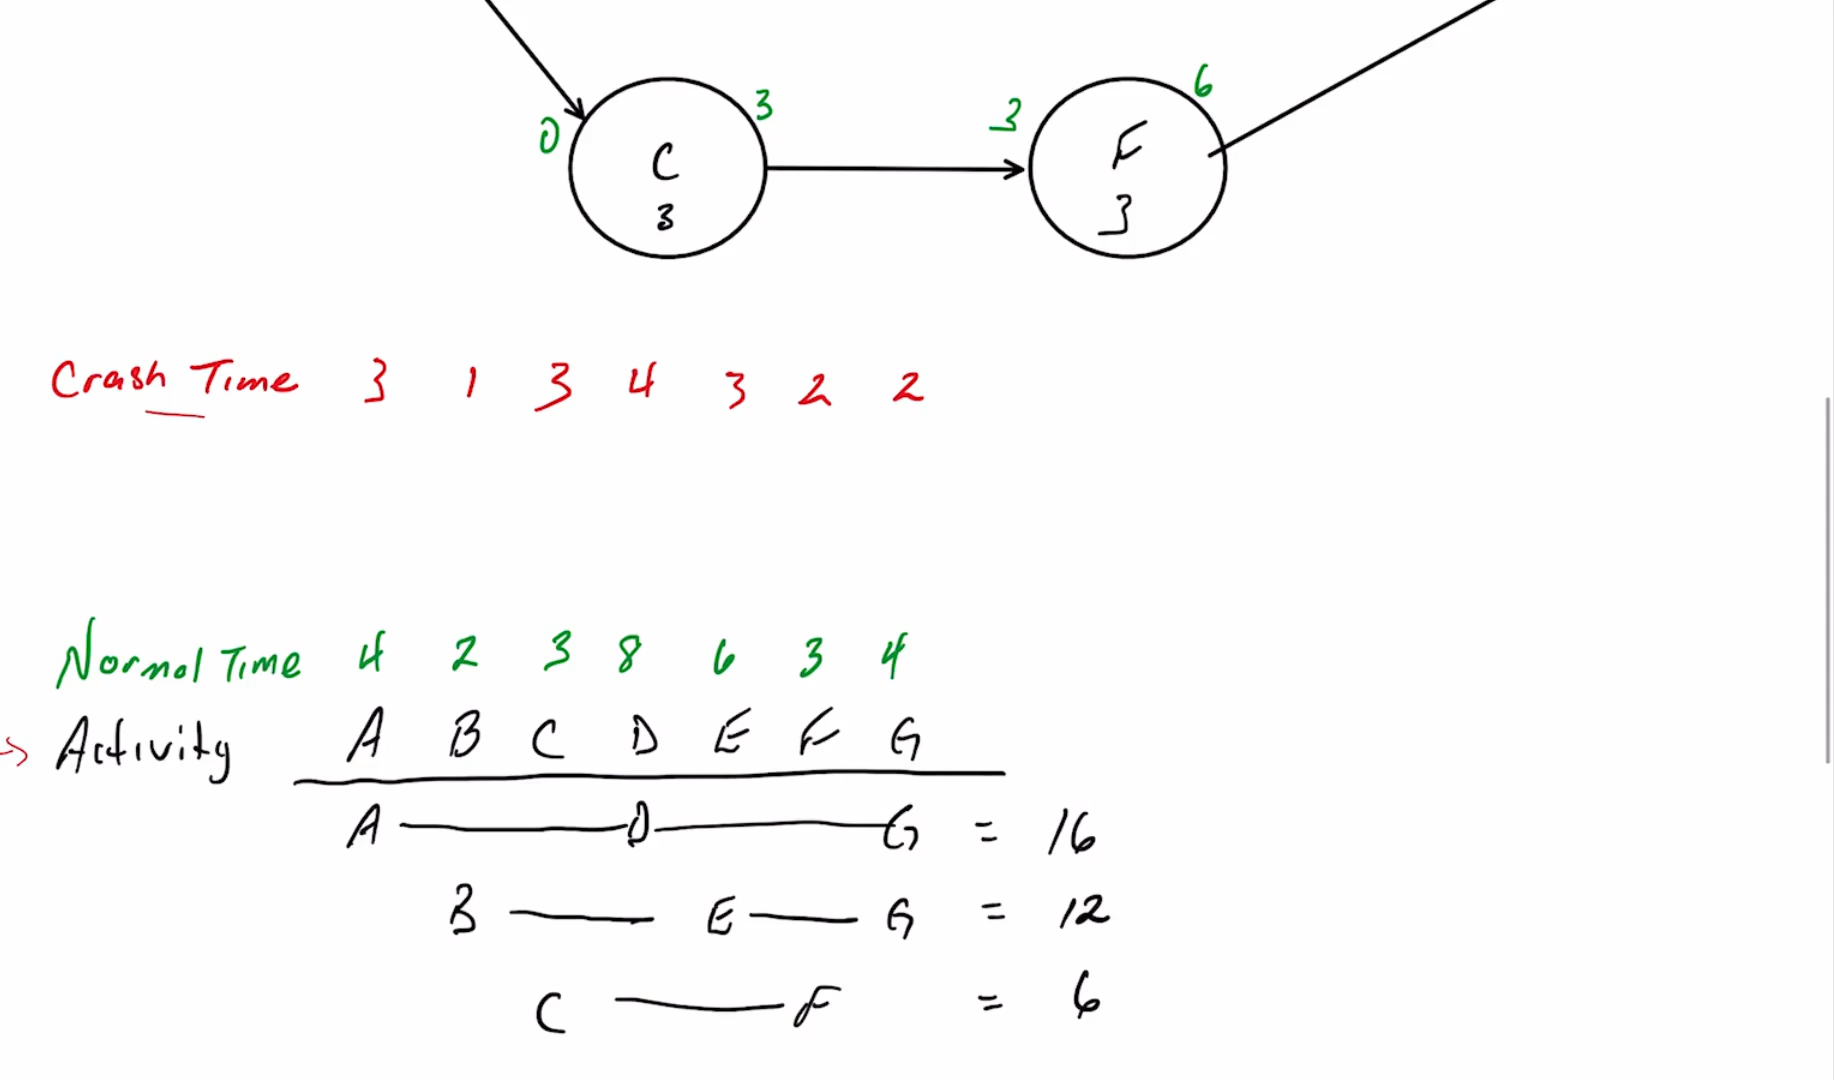 0 3 3 6
C F
3 3
Crash Time 3 1 3 4 3 2 2
Normal Time 4 2 3 8 6 3 4
Activity A B C D E F G
A D G = 16
B E G = 12
C F = 6